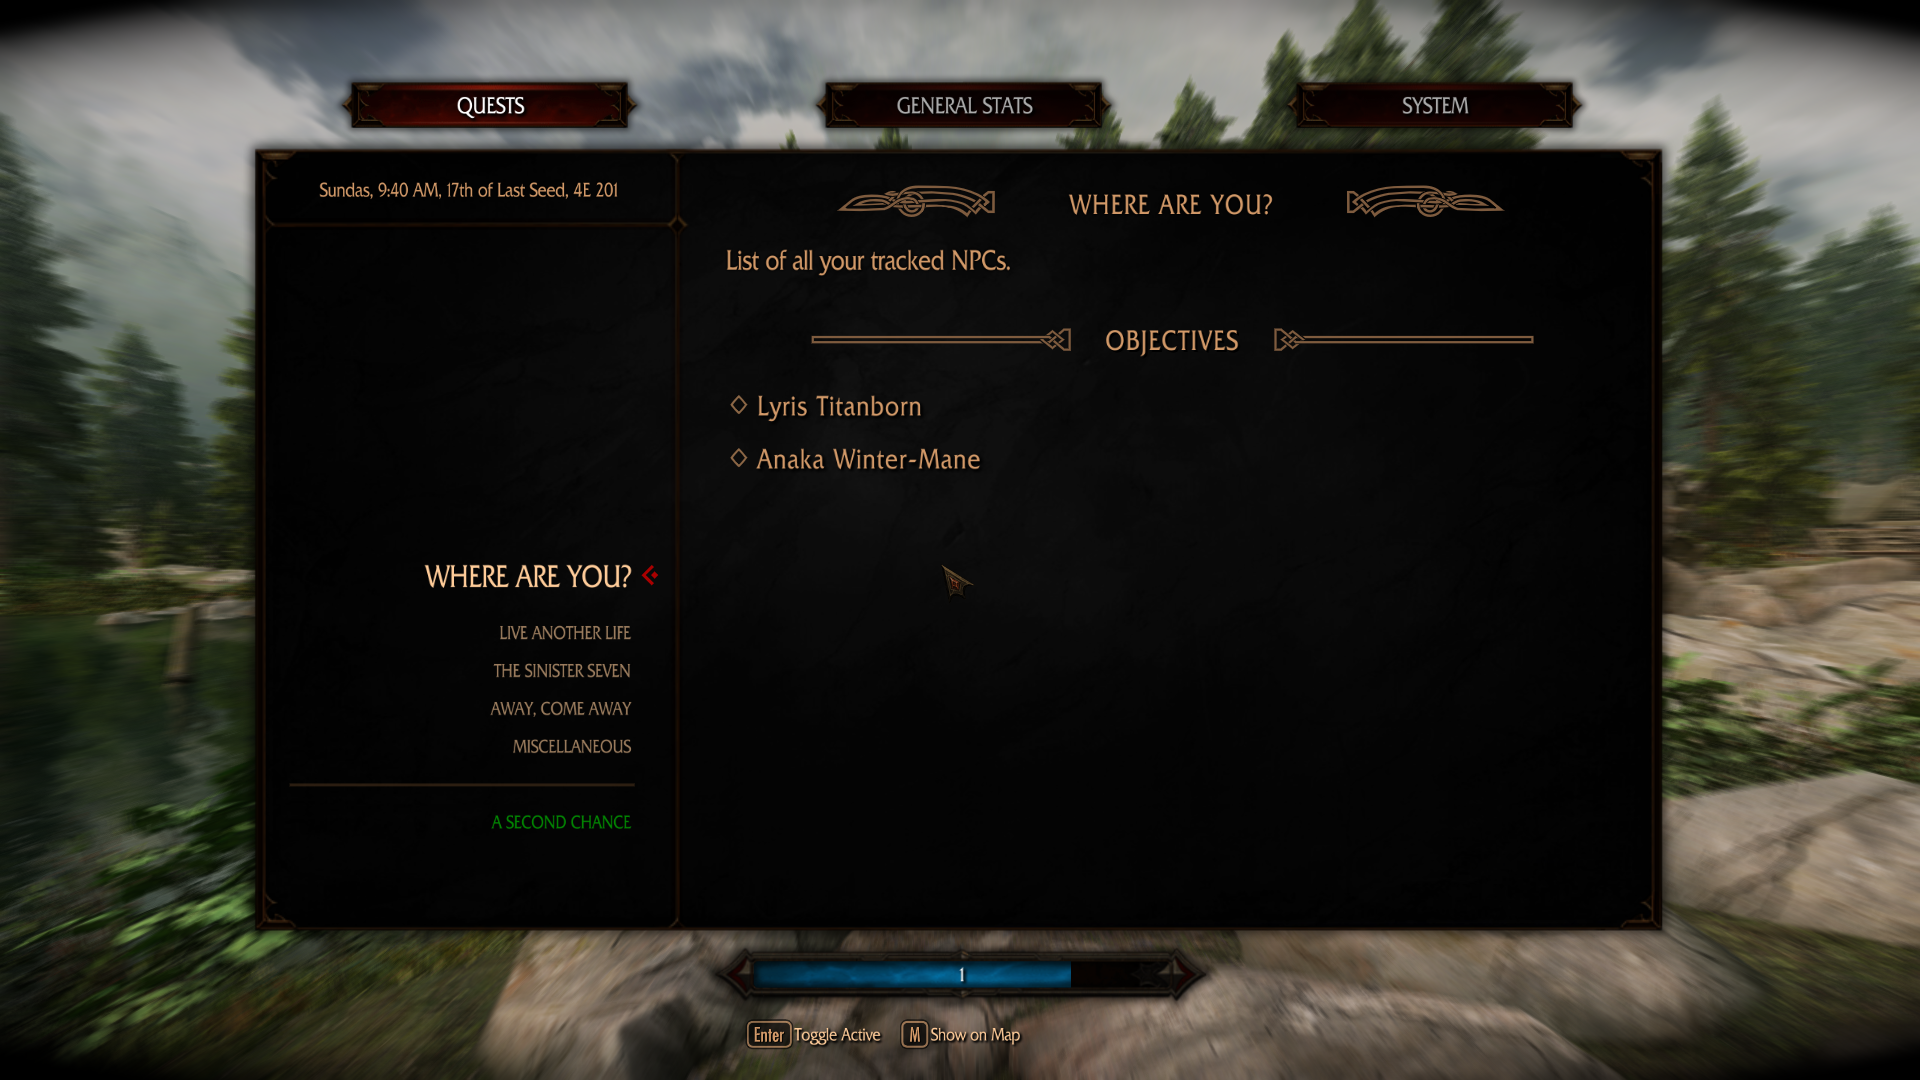 QUESTS
GENERAL STATS
SYSTEM
Sundas, 9:40 AM, 17th of Last Seed, 4E 201
WHERE ARE YOU?
LIVE ANOTHER LIFE
THE SINISTER SEVEN
AWAY, COME AWAY
MISCELLANEOUS
A SECOND CHANCE
WHERE ARE YOU?
List of all your tracked NPCs.
OBJECTIVES
Lyris Titanborn
Anaka Winter-Mane
1
Enter Toggle Active M Show on Map